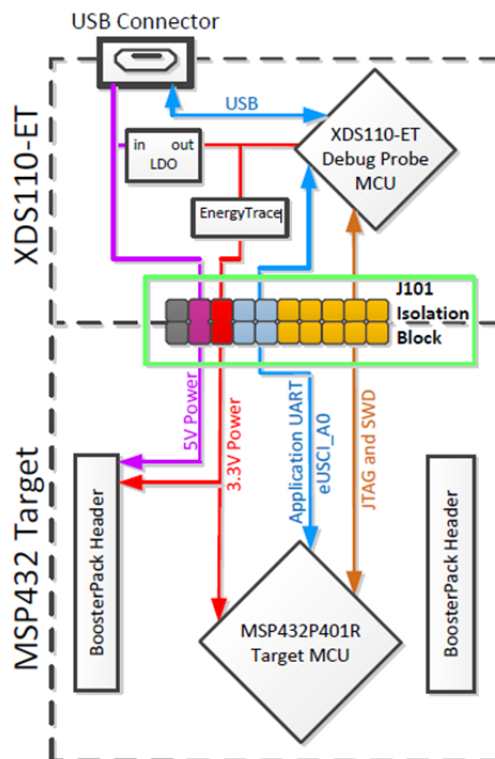 USB Connector
XDS110-ET
USB
in out
LDO
XDS110-ET
Debug Probe
MCU
EnergyTrace
J101
Isolation
Block
MSP432 Target
5V Power
3.3V Power
Application UART
eUSCI_A0
JTAG and SWD
BoosterPack Header
BoosterPack Header
MSP432P401R
Target MCU